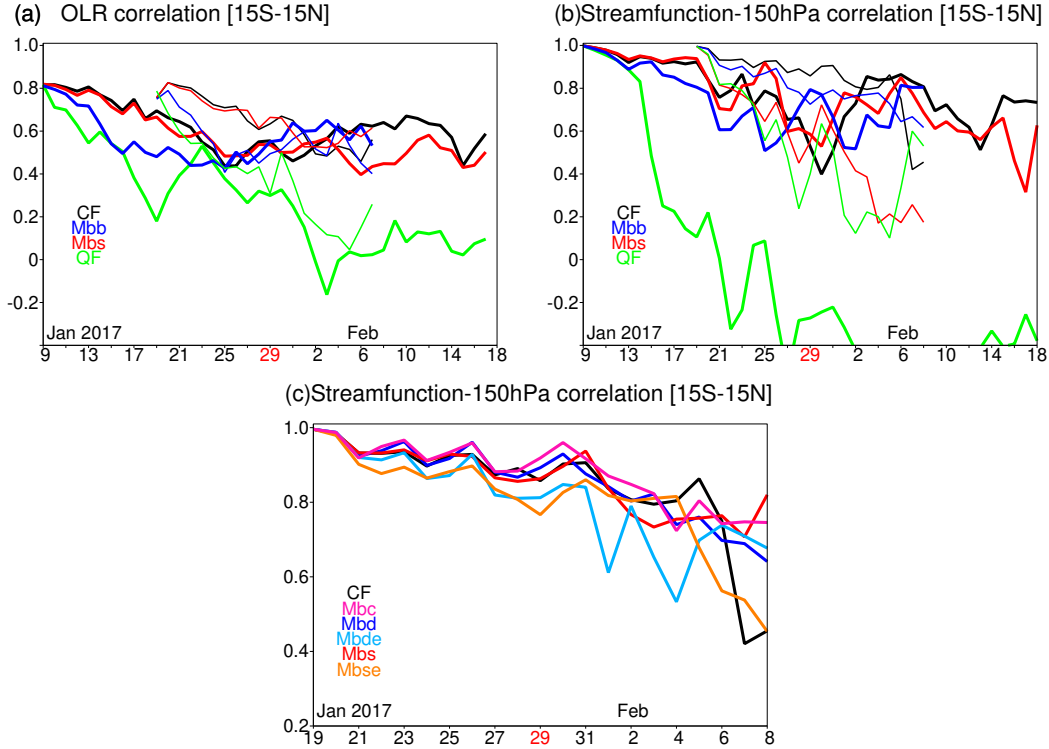 (a) OLR correlation [15S-15N]
1.0
0.8
0.6
0.4
0.2
0
-0.2
CF
Mbb
Mbs
QF
Jan 2017
Feb
9 13 17 21 25 29 2 6 10 14 18
(b)Streamfunction-150hPa correlation [15S-15N]
1.0
0.8
0.6
0.4
0.2
0
-0.2
CF
Mbb
Mbs
QF
Jan 2017
Feb
9 13 17 21 25 29 2 6 10 14 18
(c)Streamfunction-150hPa correlation [15S-15N]
1.0
0.8
0.6
0.4
0.2
CF
Mbc
Mbd
Mbde
Mbs
Mbse
Jan 2017
Feb
19 21 23 25 27 29 31 2 4 6 8